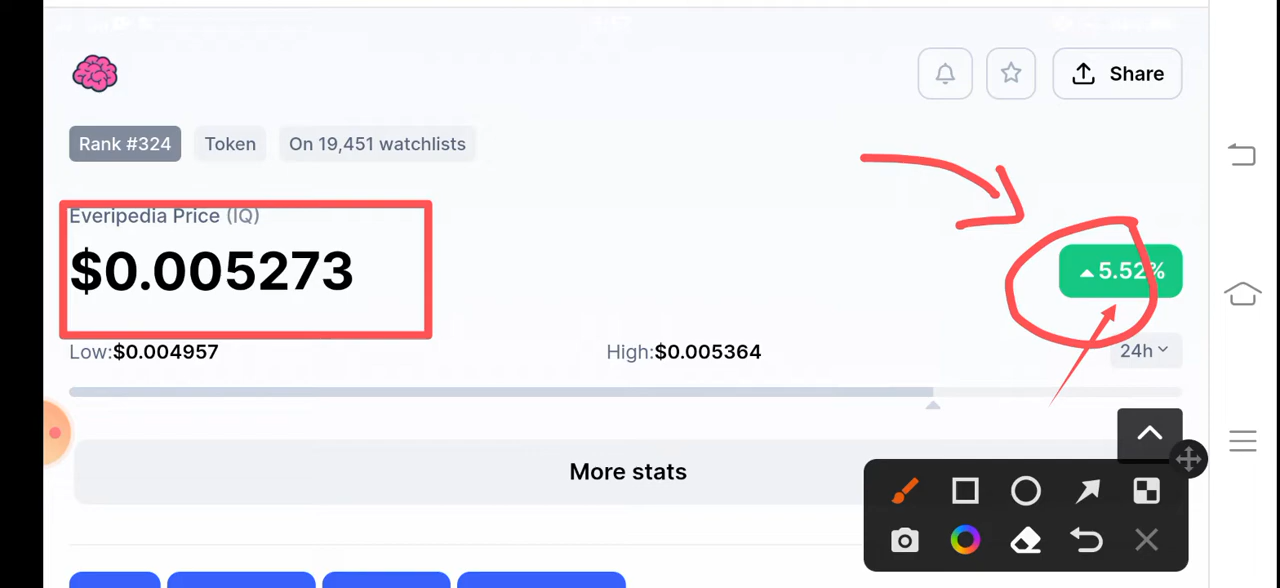 Share
Rank #324 Token On 19,451 watchlists
Everipedia Price (IQ)
$0.005273
5.52%
Low:$0.004957 High:$0.005364 24h
More stats